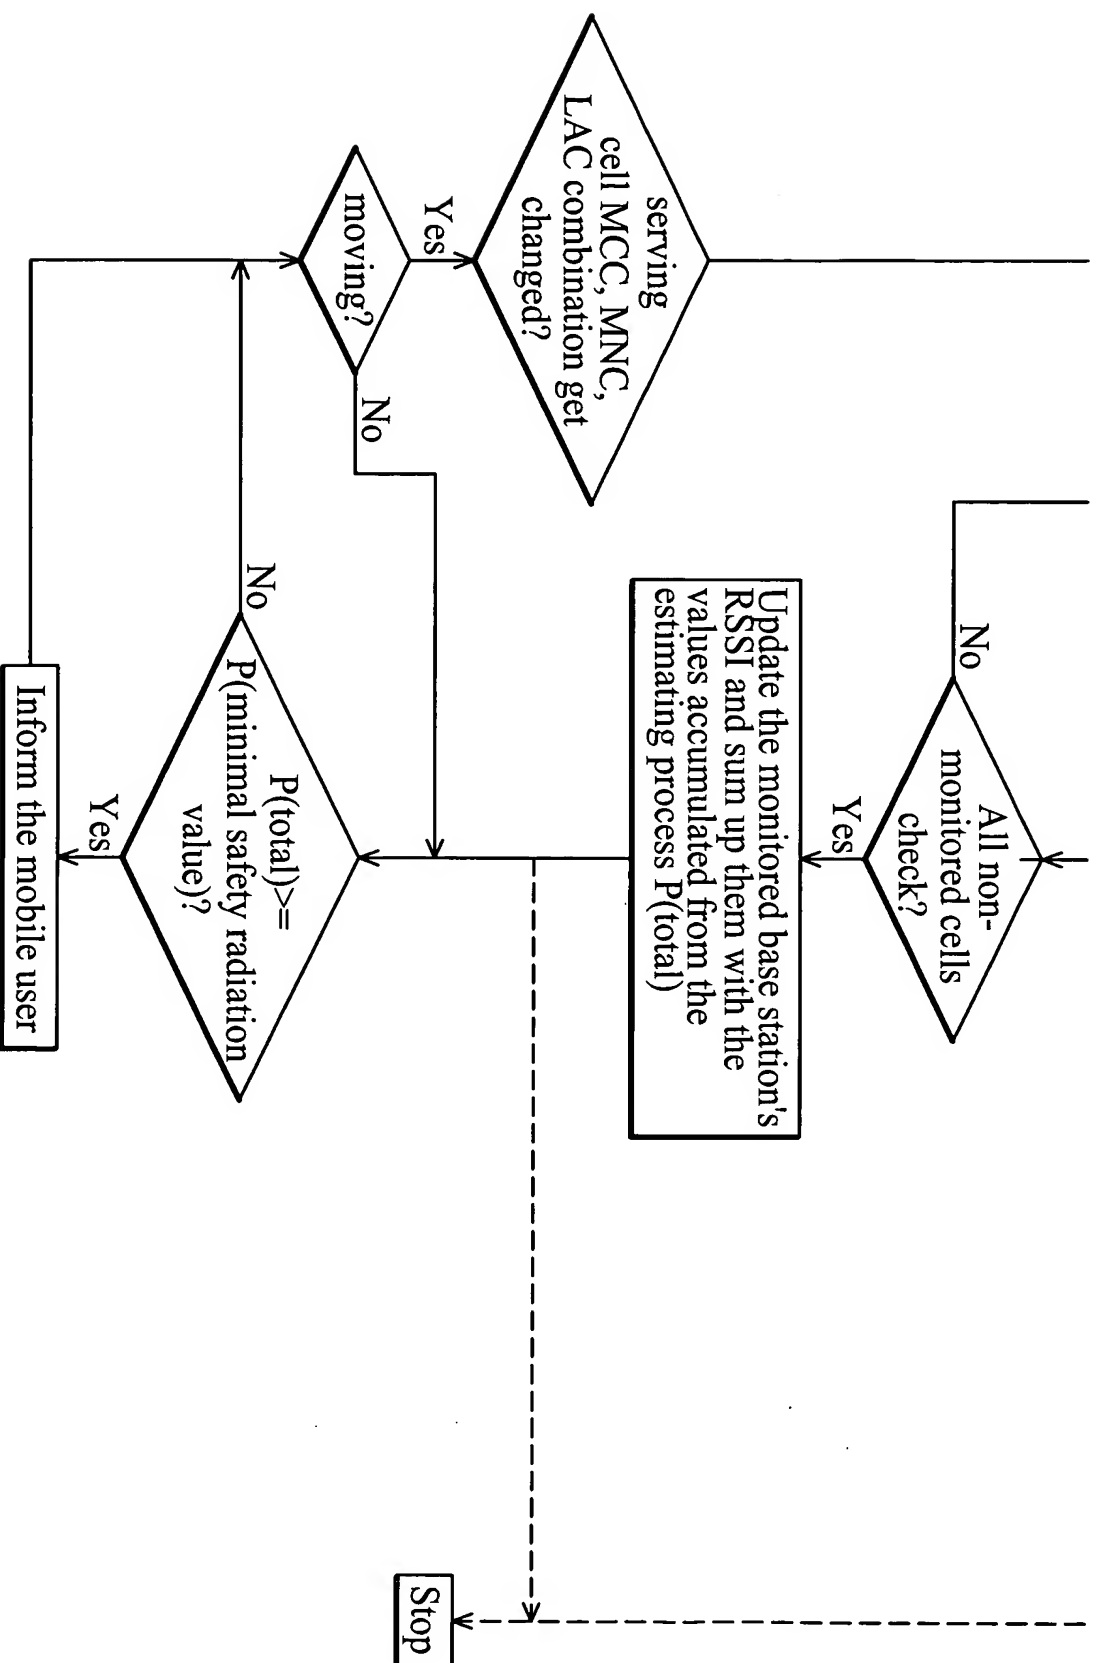 serving
cell MCC, MNC,
LAC combination get
changed?
Yes
moving?
No
No
All non-
monitored cells
check?
Yes
Update the monitored base station's
RSSI and sum up them with the
values accumulated from the
estimating process P(total)
No
P(total)>=
P(minimal safety radiation
value)?
Yes
Inform the mobile user
Stop